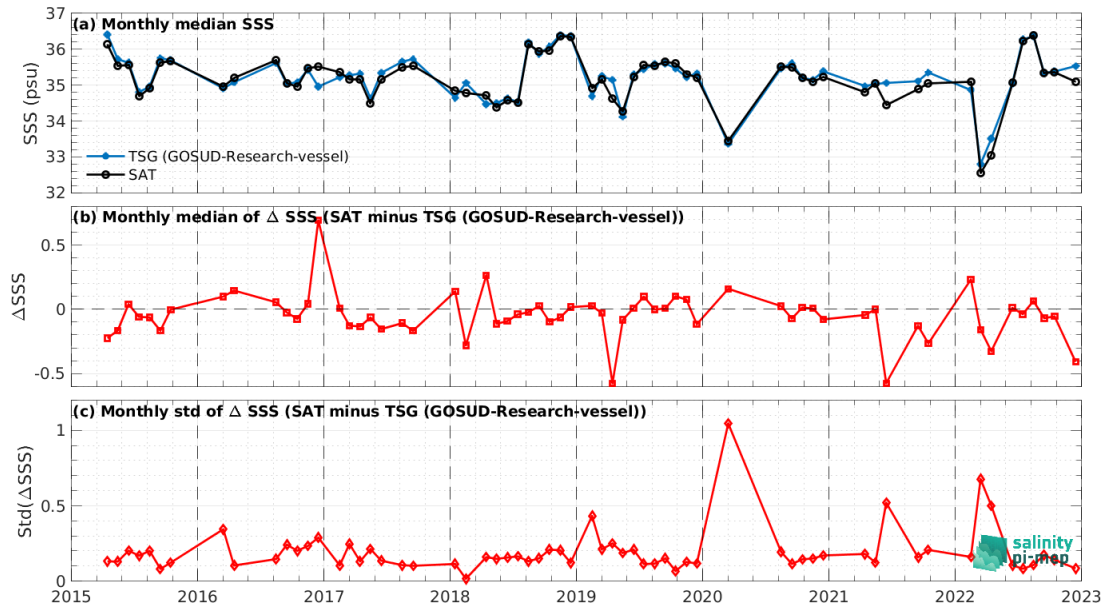 (a) Monthly median SSS
37
36
35
34
33
32
SSS (psu)
TSG (GOSUD-Research-vessel)
SAT
(b) Monthly median of Δ SSS (SAT minus TSG (GOSUD-Research-vessel))
0.5
0
-0.5
ΔSSS
(c) Monthly std of Δ SSS (SAT minus TSG (GOSUD-Research-vessel))
1
0.5
0
Std(ΔSSS)
salinity
pi-mep
2015 2016 2017 2018 2019 2020 2021 2022 2023